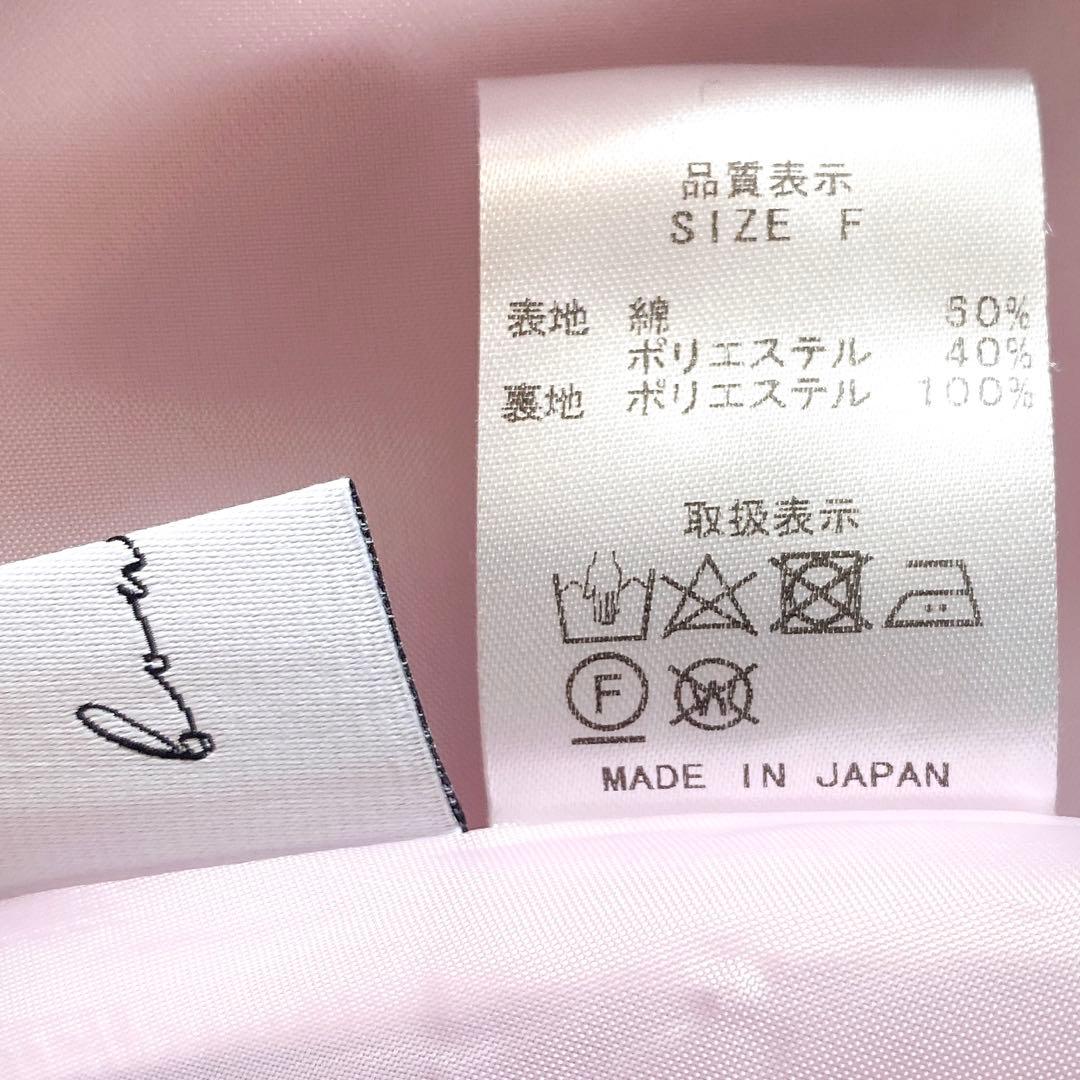 品質表示
SIZE F
表地 綿 60%
ポリエステル 40%
裏地 ポリエステル 100%
取扱表示
F
W
MADE IN JAPAN